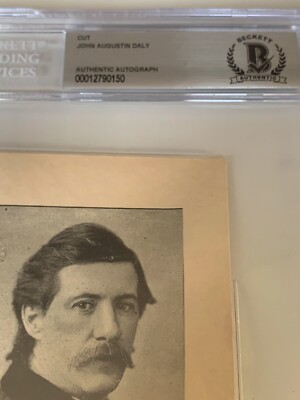 CUT
JOHN AUGUSTIN DALY
AUTHENTIC AUTOGRAPH
00012790150
BECKETT
AUTHENTIC